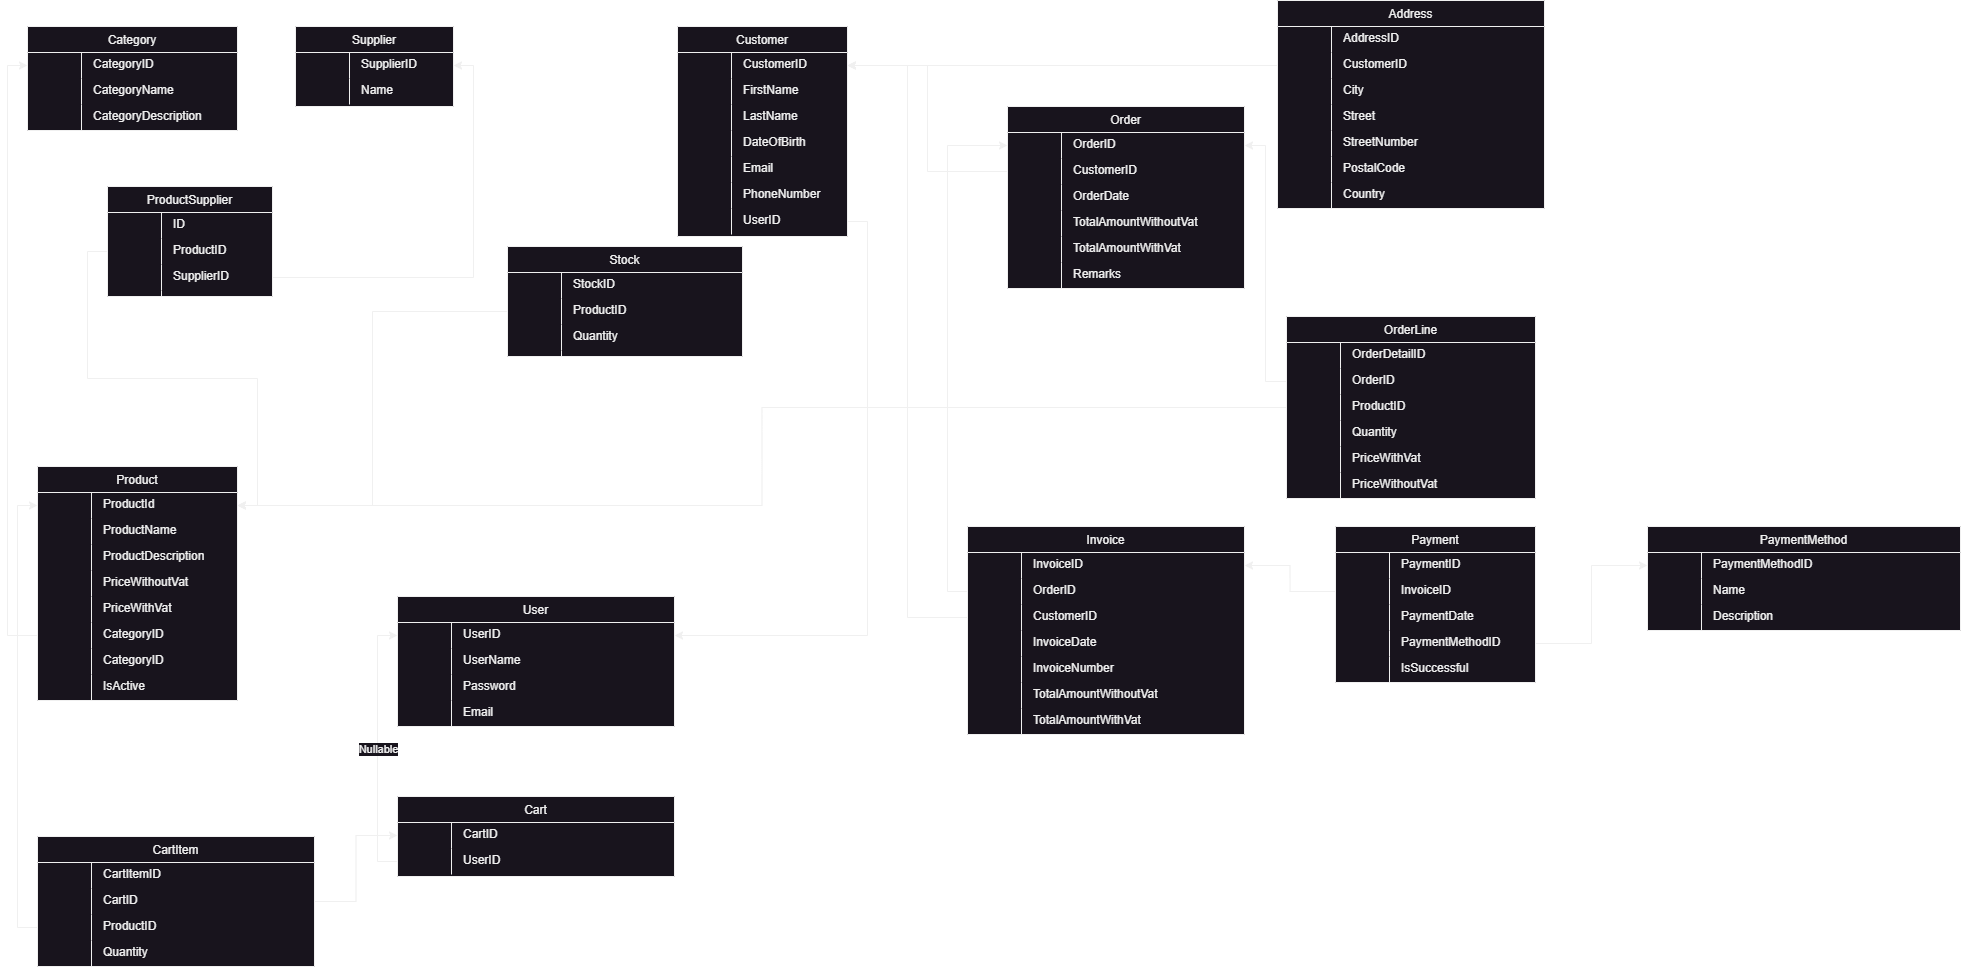 Category
CategoryID
CategoryName
CategoryDescription
Supplier
SupplierID
Name
Customer
CustomerID
FirstName
LastName
DateOfBirth
Email
PhoneNumber
UserID
Address
AddressID
CustomerID
City
Street
StreetNumber
PostalCode
Country
Order
OrderID
CustomerID
OrderDate
TotalAmountWithoutVat
TotalAmountWithVat
Remarks
ProductSupplier
ID
ProductID
SupplierID
Stock
StockID
ProductID
Quantity
OrderLine
OrderDetailID
OrderID
ProductID
Quantity
PriceWithVat
PriceWithoutVat
Product
ProductId
ProductName
ProductDescription
PriceWithoutVat
PriceWithVat
CategoryID
CategoryID
IsActive
User
UserID
UserName
Password
Email
Invoice
InvoiceID
OrderID
CustomerID
InvoiceDate
InvoiceNumber
TotalAmountWithoutVat
TotalAmountWithVat
Payment
PaymentID
InvoiceID
PaymentDate
PaymentMethodID
IsSuccessful
PaymentMethod
PaymentMethodID
Name
Description
Nullable
Cart
CartID
UserID
CartItem
CartItemID
CartID
ProductID
Quantity